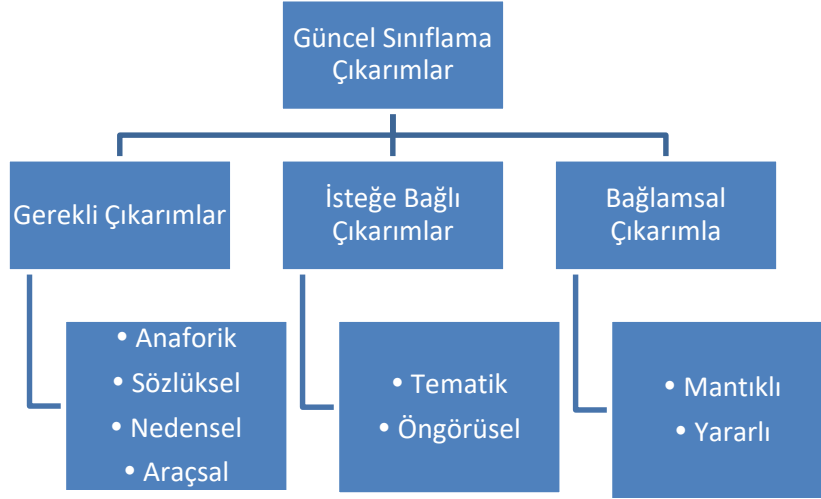 Güncel Sınıflama
Çıkarımlar
Gerekli Çıkarımlar
İsteğe Bağlı
Çıkarımlar
Bağlamsal
Çıkarımla
• Anaforik
• Sözlüksel
• Nedensel
• Araçsal
• Tematik
• Öngörüsel
• Mantıklı
• Yararlı